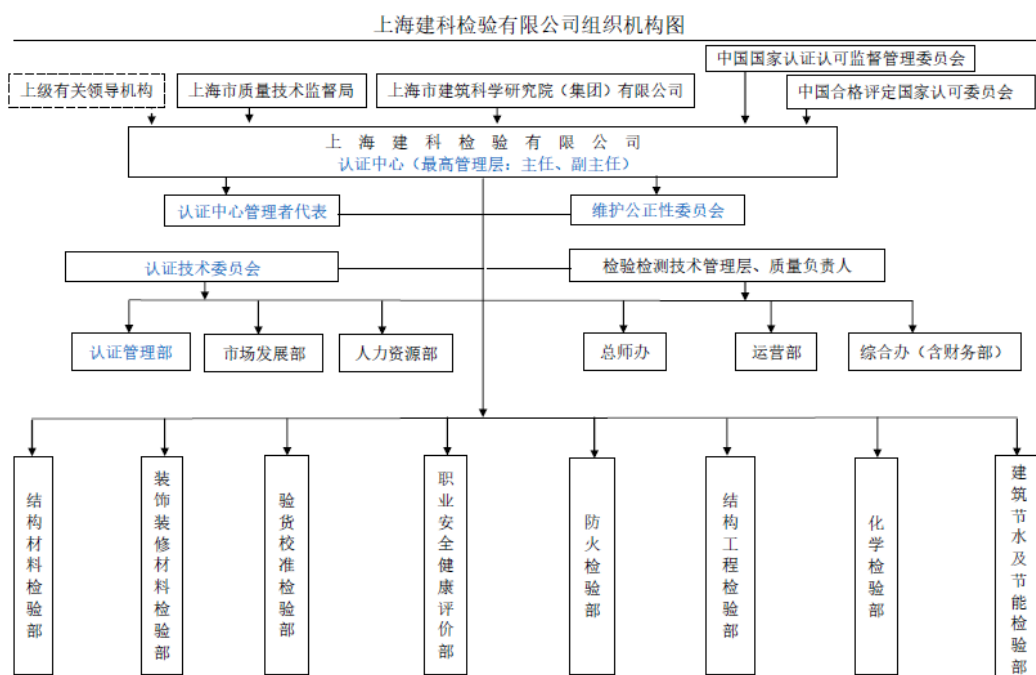 上海建科检验有限公司组织机构图
中国国家认证认可监督管理委员会
上级有关领导机构
上海市质量技术监督局
上海市建筑科学研究院（集团）有限公司
中国合格评定国家认可委员会
上海建科检验有限公司
认证中心（最高管理层：主任、副主任）
认证中心管理者代表
维护公正性委员会
认证技术委员会
检验检测技术管理层、质量负责人
认证管理部
市场发展部
人力资源部
总师办
运营部
综合办（含财务部）
结构材料检验部
装饰装修材料检验部
验货校准检验部
职业安全健康评价部
防火检验部
结构工程检验部
化学检验部
建筑节水及节能检验部